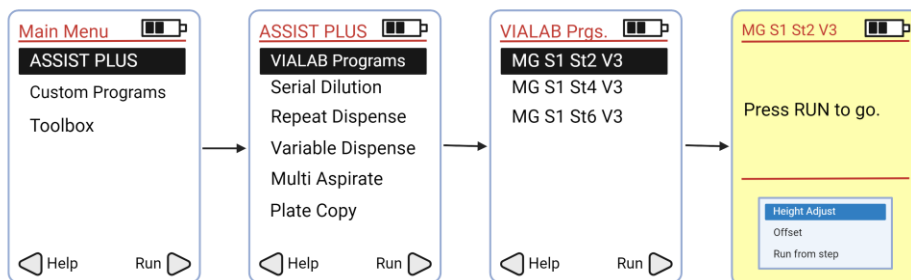 Main Menu
ASSIST PLUS
Custom Programs
Toolbox
Help Run
ASSIST PLUS
VIALAB Programs
Serial Dilution
Repeat Dispense
Variable Dispense
Multi Aspirate
Plate Copy
Help Run
VIALAB Prgs.
MG S1 St2 V3
MG S1 St4 V3
MG S1 St6 V3
Help Run
MG S1 St2 V3
Press RUN to go.
Height Adjust
Offset
Run from step